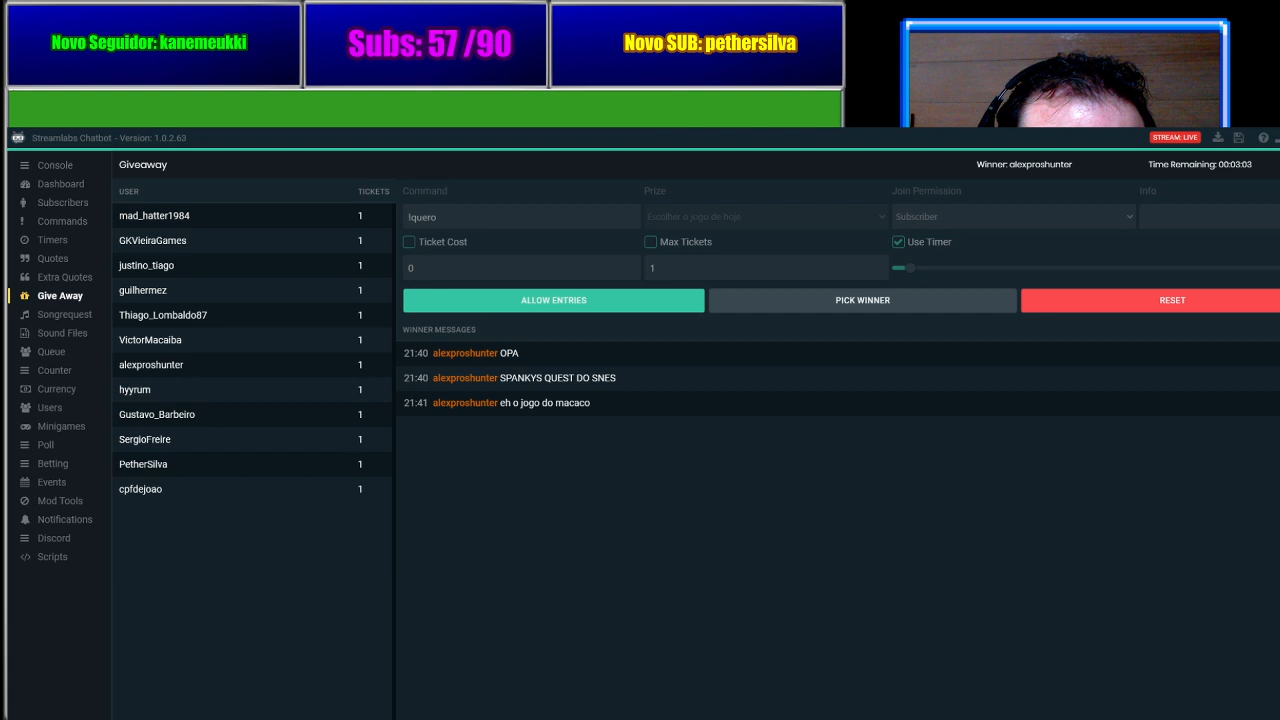 Novo Seguidor: kanemeukki
Subs: 57 /90
Novo SUB: pethersilva
Streamlabs Chatbot - Version: 1.0.2.63
STREAM: LIVE
Console
Dashboard
Subscribers
Commands
Timers
Quotes
Extra Quotes
Give Away
Songrequest
Sound Files
Queue
Counter
Currency
Users
Minigames
Poll
Betting
Events
Mod Tools
Notifications
Discord
Scripts
Giveaway
Winner: alexproshunter
Time Remaining: 00:03:03
USER TICKETS
mad_hatter1984 1
GKVieiraGames 1
justino_tiago 1
guilhermez 1
Thiago_Lombaldo87 1
VictorMacaiba 1
alexproshunter 1
hyyrum 1
Gustavo_Barbeiro 1
SergioFreire 1
PetherSilva 1
cpfdejoao 1
Command Prize Join Permission Info
!quero Escolher o jogo de hoje Subscriber
Ticket Cost Max Tickets Use Timer
0 1
ALLOW ENTRIES PICK WINNER RESET
WINNER MESSAGES
21:40 alexproshunter OPA
21:40 alexproshunter SPANKYS QUEST DO SNES
21:41 alexproshunter eh o jogo do macaco